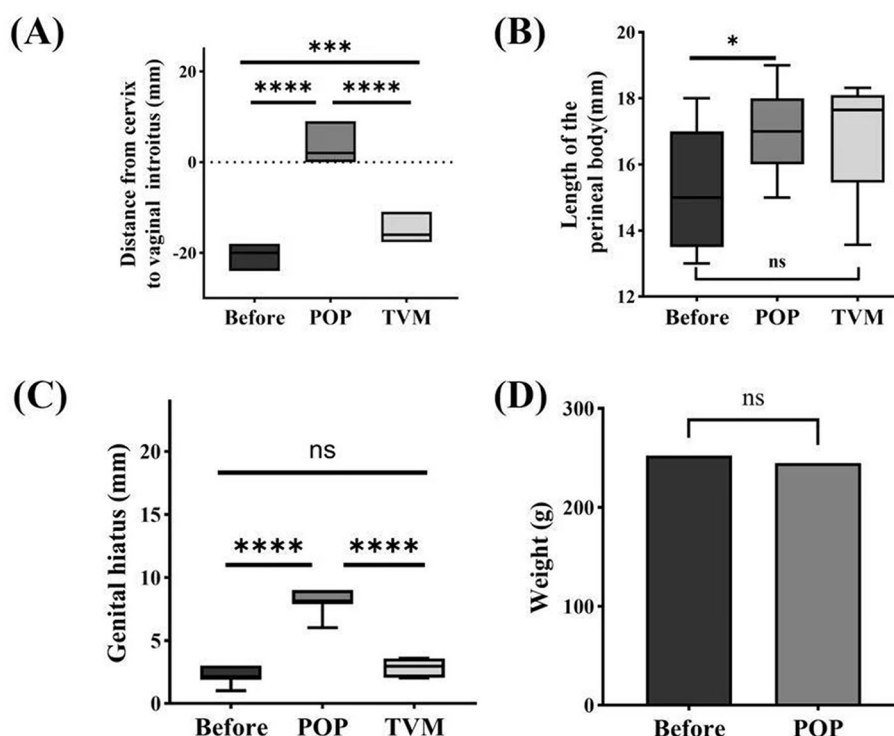 (A)
Distance from cervix
to vaginal introitus (mm)
20
0
-20
***
**** ****
Before POP TVM
(B)
Length of the
perineal body(mm)
20
18
16
14
12
*
ns
Before POP TVM
(C)
Genital hiatus (mm)
20
15
10
5
0
ns
**** ****
Before POP TVM
(D)
Weight (g)
300
200
100
0
ns
Before POP